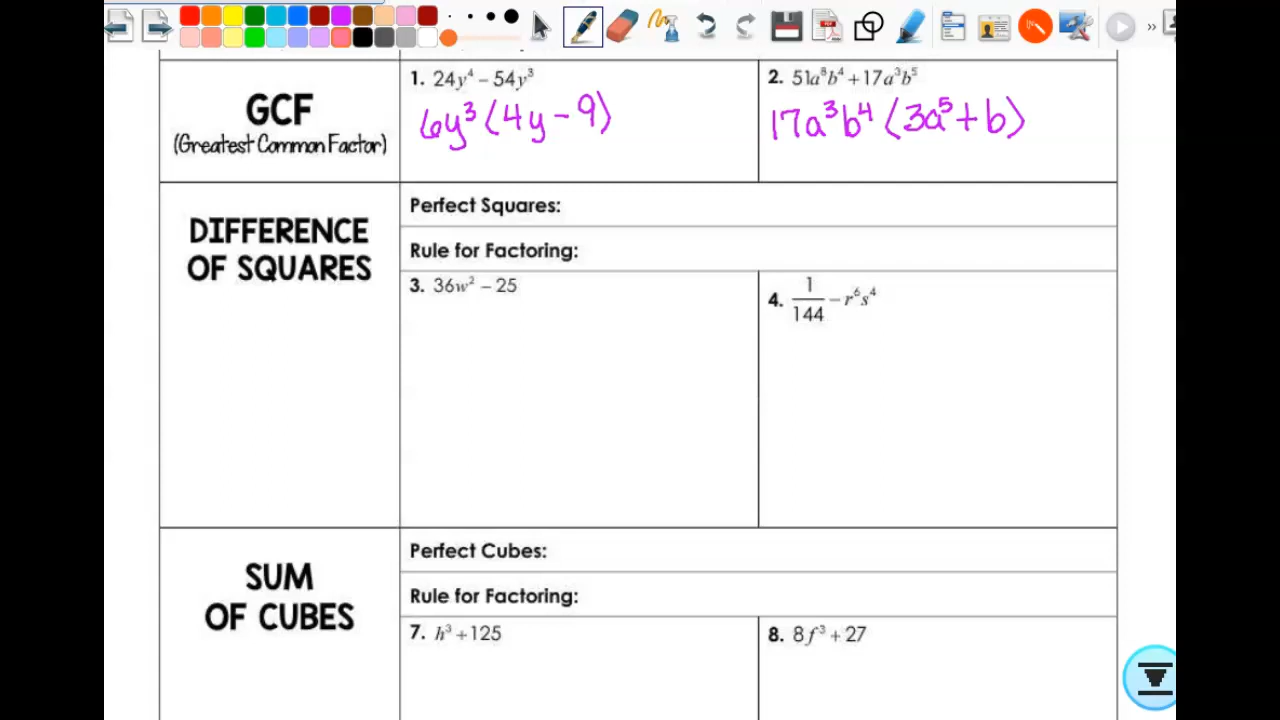 GCF
(Greatest Common Factor)
1. 24y⁴ – 54y³
6y³ (4y – 9)
2. 51a⁸b⁴ + 17a³b⁵
17a³b⁴ (3a⁵ + b)
DIFFERENCE
OF SQUARES
Perfect Squares:
Rule for Factoring:
3. 36w² – 25
4. 1/144 – r⁶s⁴
SUM
OF CUBES
Perfect Cubes:
Rule for Factoring:
7. h³ + 125
8. 8f³ + 27